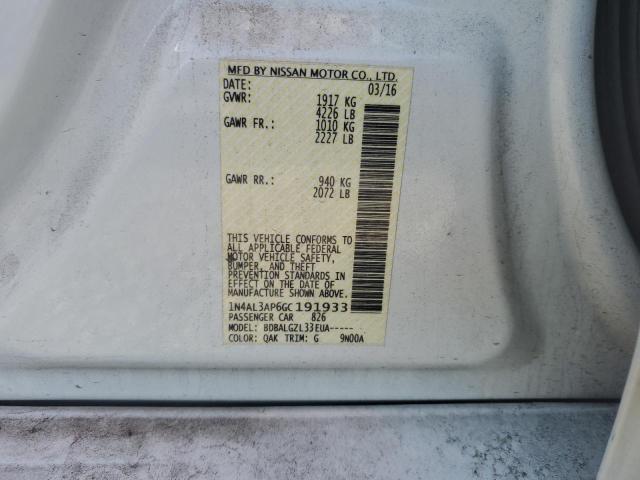 MFD BY NISSAN MOTOR CO., LTD.
DATE: 03/16
GVWR: 1917 KG
4226 LB
GAWR FR.: 1010 KG
2227 LB
GAWR RR.: 940 KG
2072 LB
THIS VEHICLE CONFORMS TO
ALL APPLICABLE FEDERAL
MOTOR VEHICLE SAFETY,
BUMPER, AND THEFT
PREVENTION STANDARDS IN
EFFECT ON THE DATE OF
MANUFACTURE SHOWN ABOVE.
1N4AL3AP6GC191933
PASSENGER CAR 826
MODEL: BDBALGZL33EUA-----
COLOR: QAK TRIM: G 9N00A